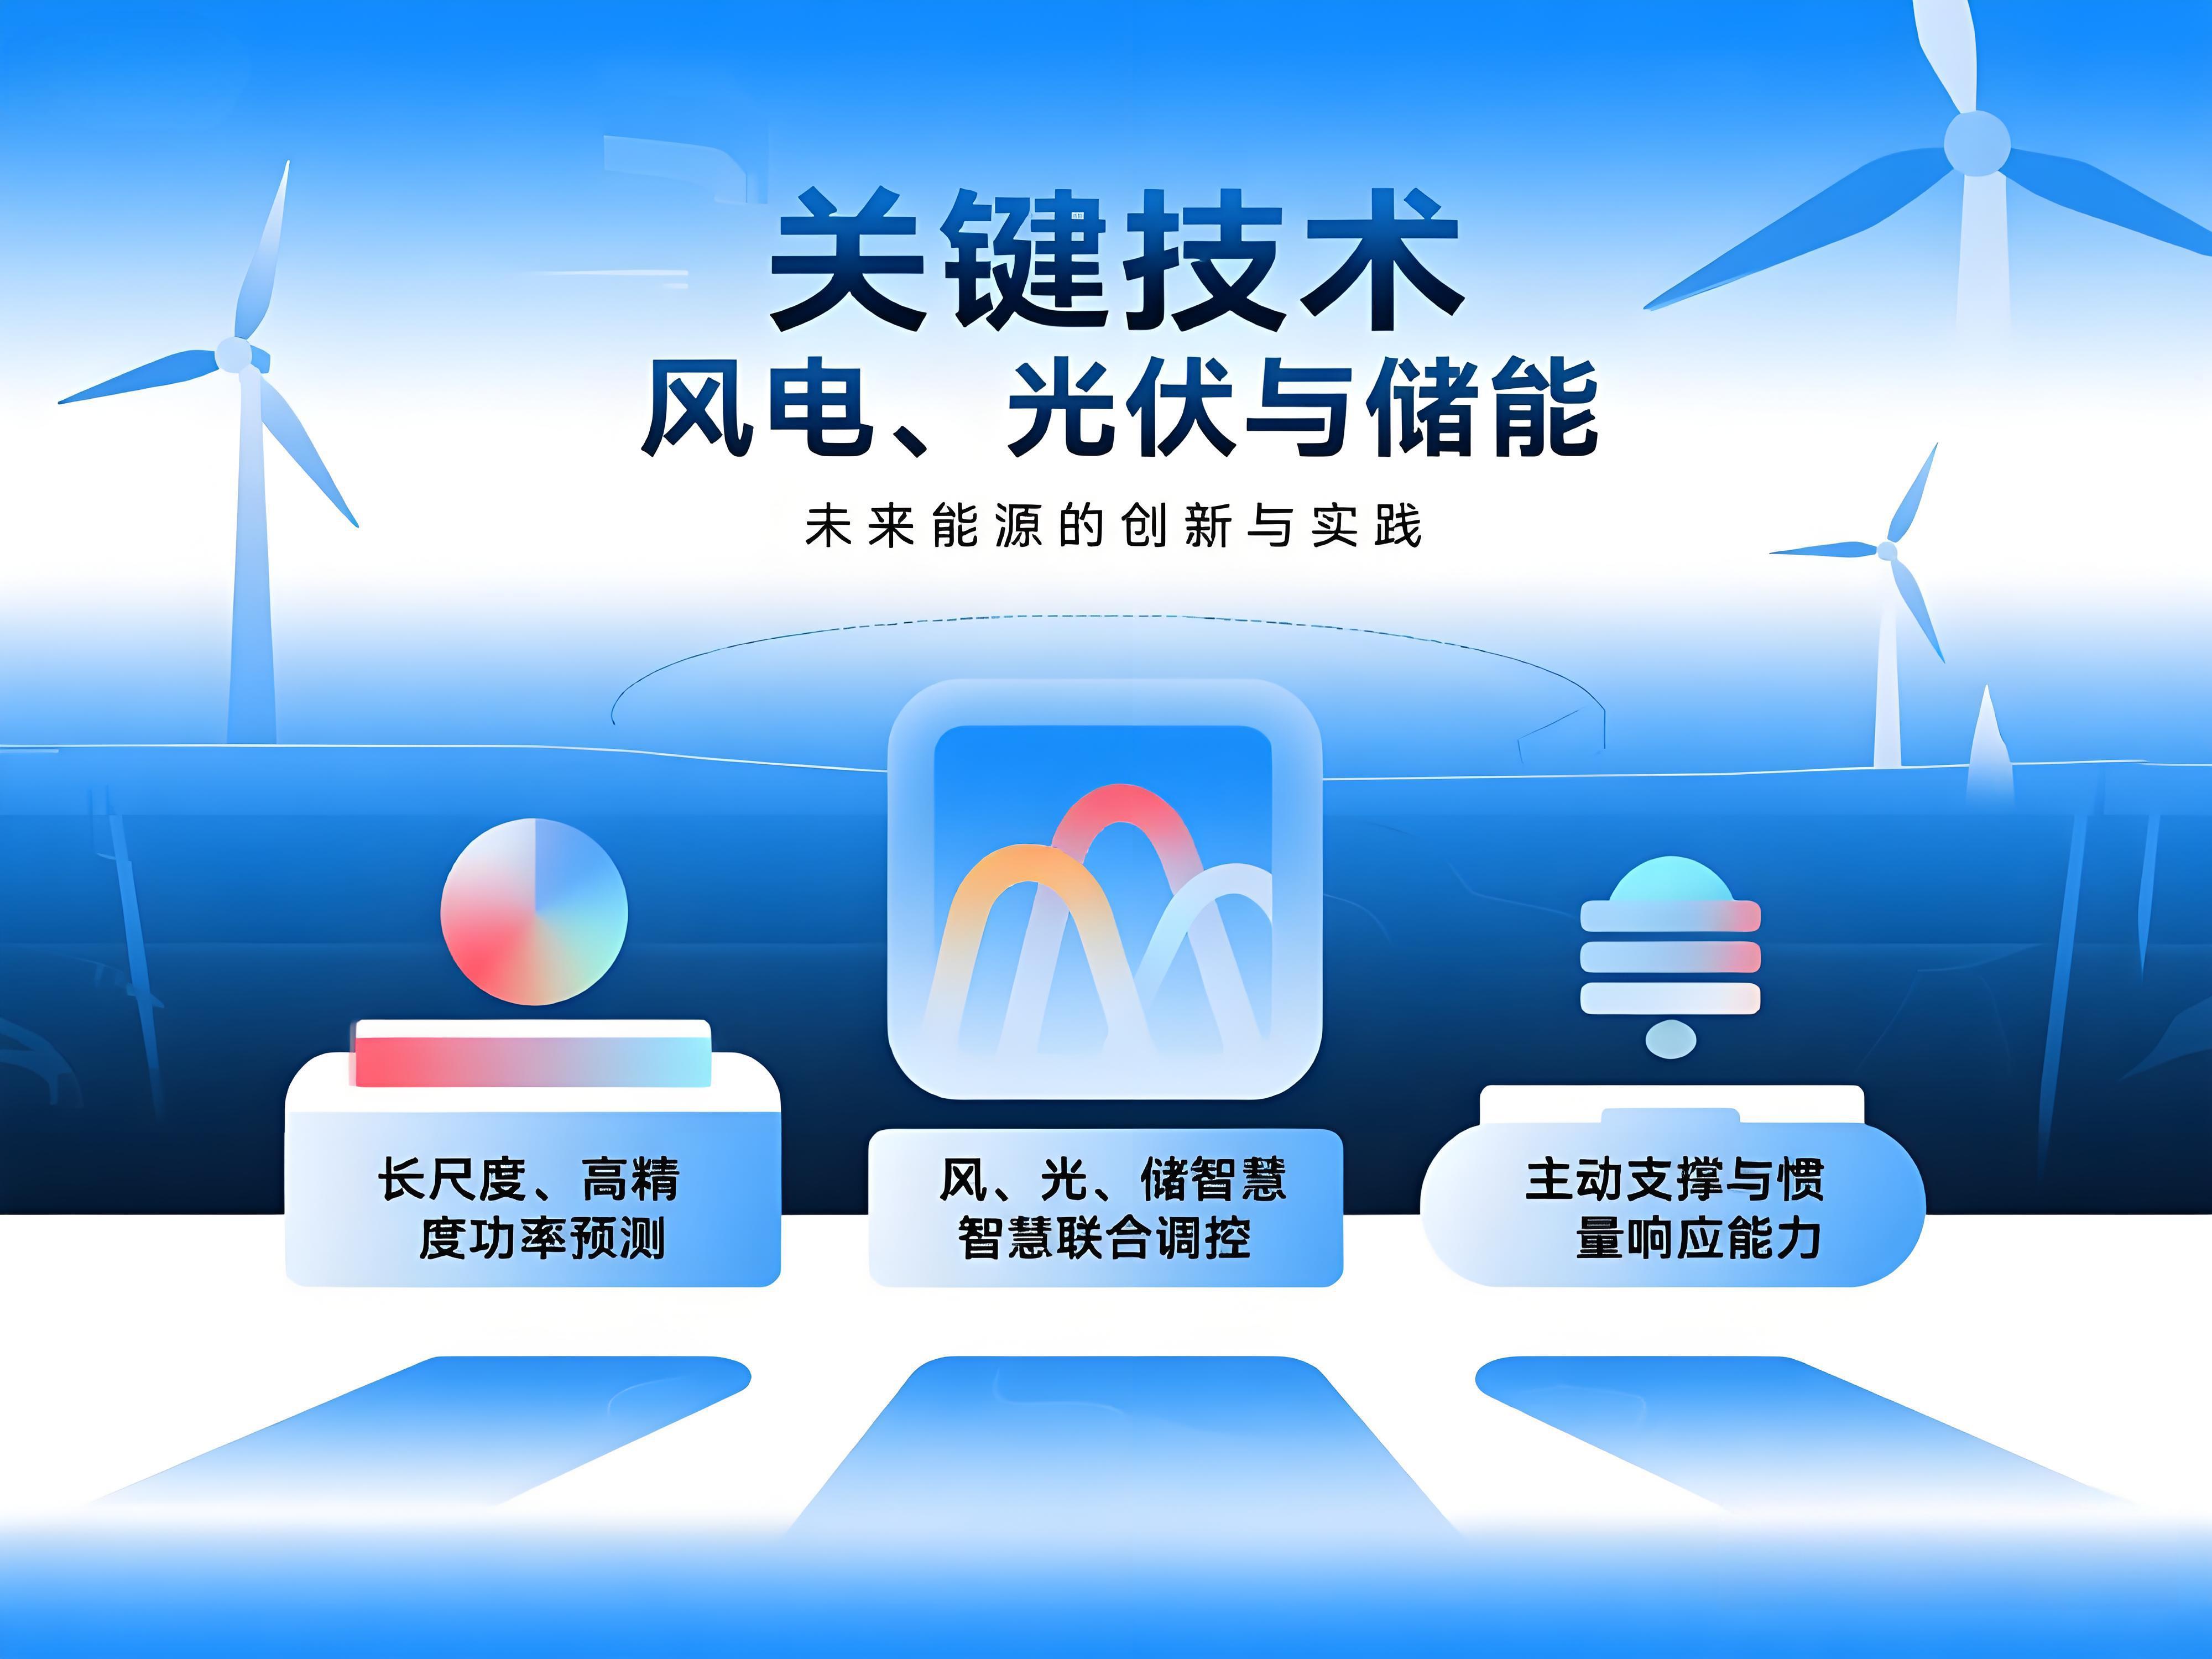 关键技术
风电、光伏与储能
未来能源的创新与实践
长尺度、高精
度功率预测
风、光、储智慧
智慧联合调控
主动支撑与惯
量响应能力